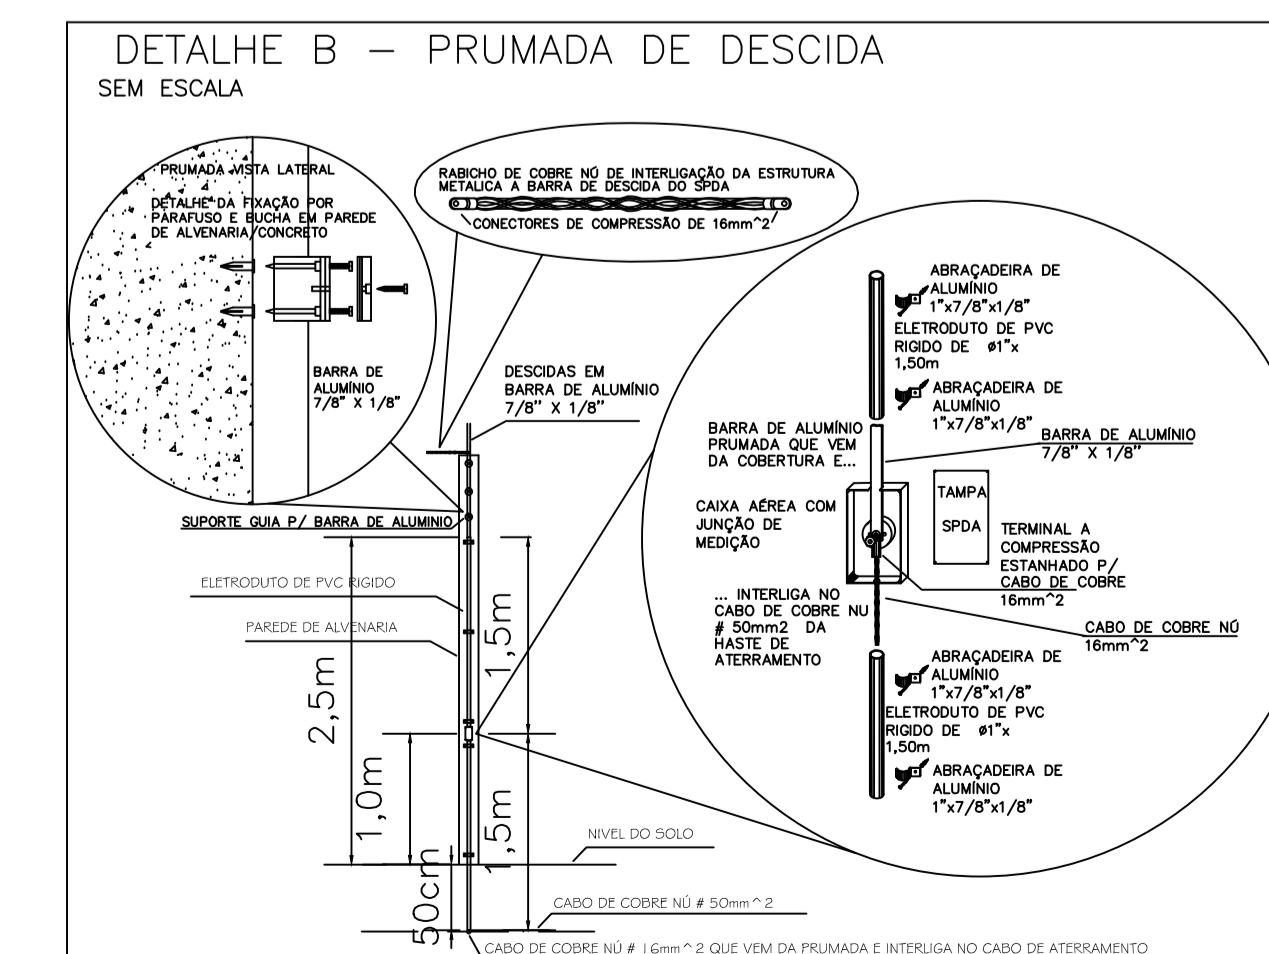 DETALHE B – PRUMADA DE DESCIDA
SEM ESCALA
PRUMADA VISTA LATERAL
DETALHE DA FIXAÇÃO POR
PARAFUSO E BUCHA EM PAREDE
DE ALVENARIA/CONCRETO
BARRA DE
ALUMÍNIO
7/8" X 1/8"
RABICHO DE COBRE NÚ DE INTERLIGAÇÃO DA ESTRUTURA
METALICA A BARRA DE DESCIDA DO SPDA
CONECTORES DE COMPRESSÃO DE 16mm^2
DESCIDAS EM
BARRA DE ALUMÍNIO
7/8" X 1/8"
SUPORTE GUIA P/ BARRA DE ALUMINIO
ELETRODUTO DE PVC RIGIDO
PAREDE DE ALVENARIA
2,5m
1,5m
1,0m
1,5m
50cm
NIVEL DO SOLO
CABO DE COBRE NÚ # 50mm^2
CABO DE COBRE NÚ # 16mm^2 QUE VEM DA PRUMADA E INTERLIGA NO CABO DE ATERRAMENTO
ABRAÇADEIRA DE
ALUMÍNIO
1"x7/8"x1/8"
ELETRODUTO DE PVC
RIGIDO DE ø1"x
1,50m
ABRAÇADEIRA DE
ALUMÍNIO
1"x7/8"x1/8"
BARRA DE ALUMÍNIO
PRUMADA QUE VEM
DA COBERTURA E...
BARRA DE ALUMÍNIO
7/8" X 1/8"
CAIXA AÉREA COM
JUNÇÃO DE
MEDIÇÃO
TAMPA
SPDA
TERMINAL A
COMPRESSÃO
ESTANHADO P/
CABO DE COBRE
16mm^2
... INTERLIGA NO
CABO DE COBRE NU
# 50mm2 DA
HASTE DE
ATERRAMENTO
CABO DE COBRE NÚ
16mm^2
ABRAÇADEIRA DE
ALUMÍNIO
1"x7/8"x1/8"
ELETRODUTO DE PVC
RIGIDO DE ø1"x
1,50m
ABRAÇADEIRA DE
ALUMÍNIO
1"x7/8"x1/8"